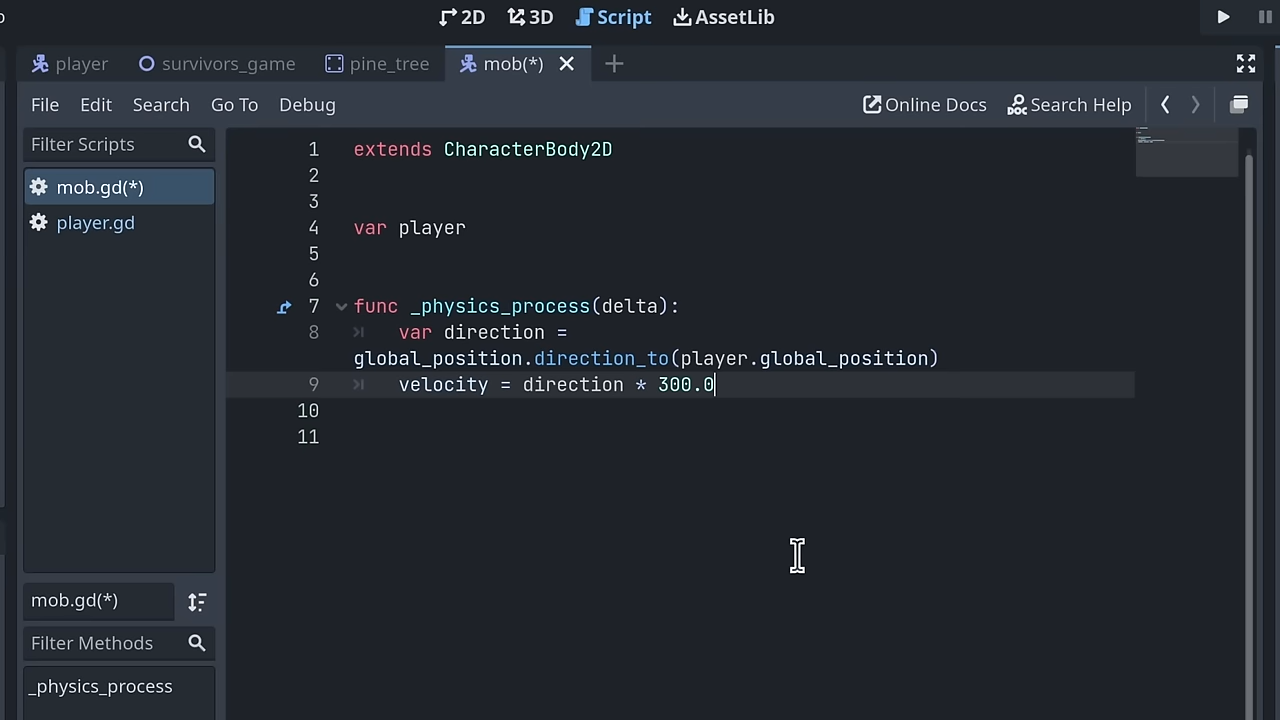 2D 3D Script AssetLib
player survivors_game pine_tree mob(*)
File Edit Search Go To Debug Online Docs Search Help
Filter Scripts
mob.gd(*)
player.gd
1 extends CharacterBody2D
2
3
4 var player
5
6
7 func _physics_process(delta):
8 var direction =
global_position.direction_to(player.global_position)
9 velocity = direction * 300.0
10
11
mob.gd(*)
Filter Methods
_physics_process